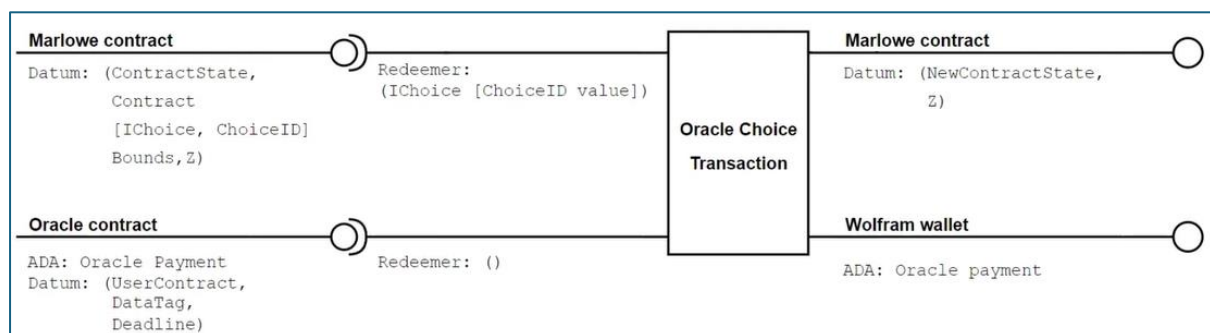 Marlowe contract
Datum: (ContractState,
Contract
[IChoice, ChoiceID]
Bounds,Z)
Redeemer:
(IChoice [ChoiceID value])
Oracle Choice
Transaction
Marlowe contract
Datum: (NewContractState,
Z)
Oracle contract
ADA: Oracle Payment
Datum: (UserContract,
DataTag,
Deadline)
Redeemer: ()
Wolfram wallet
ADA: Oracle payment